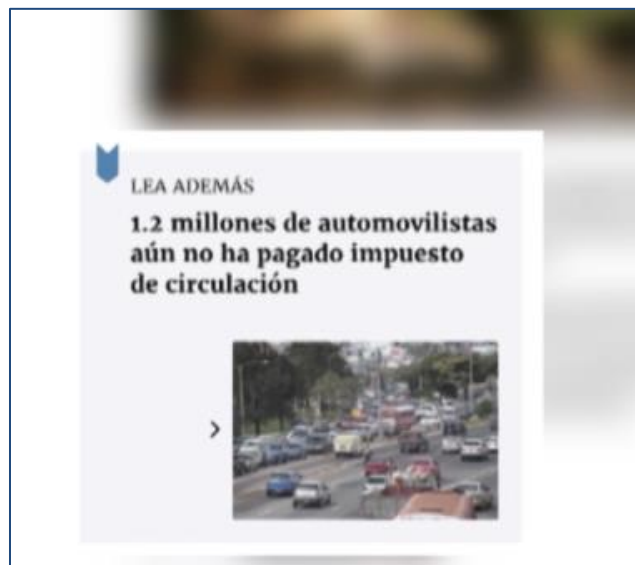 LEA ADEMÁS
1.2 millones de automovilistas
aún no ha pagado impuesto
de circulación